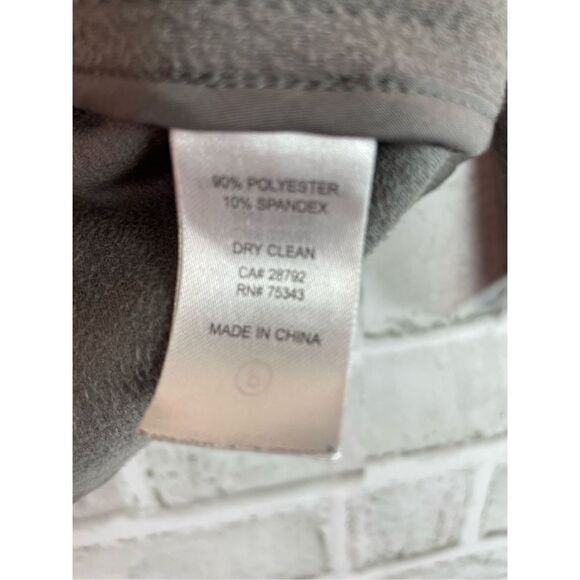 90% POLYESTER
10% SPANDEX
DRY CLEAN
CA# 28792
RN# 75343
MADE IN CHINA